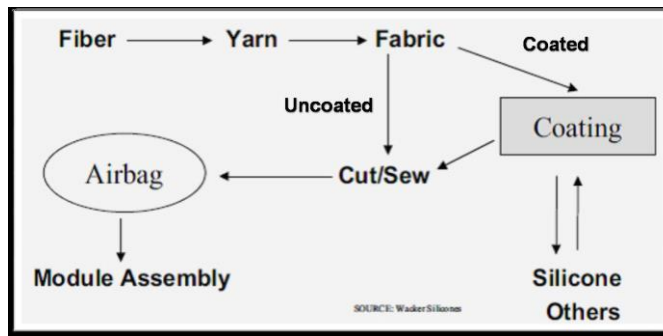 Fiber Yarn Fabric Coated
Uncoated
Coating
Airbag Cut/Sew
Module Assembly Silicone
Others
SOURCE: Wacker Silicones